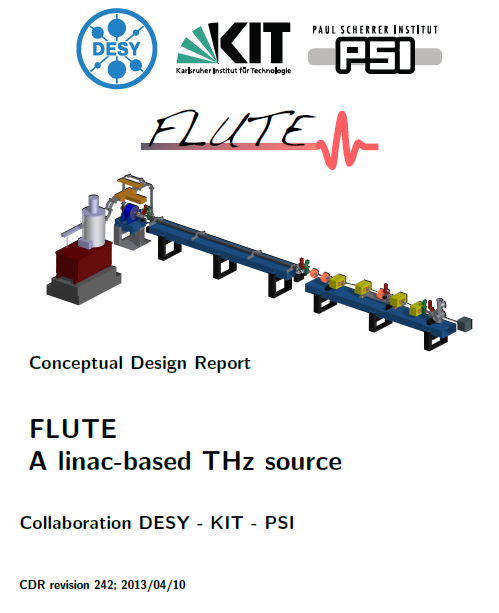 DESY
KIT
Karlsruher Institut für Technologie
PAUL SCHERRER INSTITUT
PSI
FLUTE
Conceptual Design Report
FLUTE
A linac-based THz source
Collaboration DESY - KIT - PSI
CDR revision 242; 2013/04/10